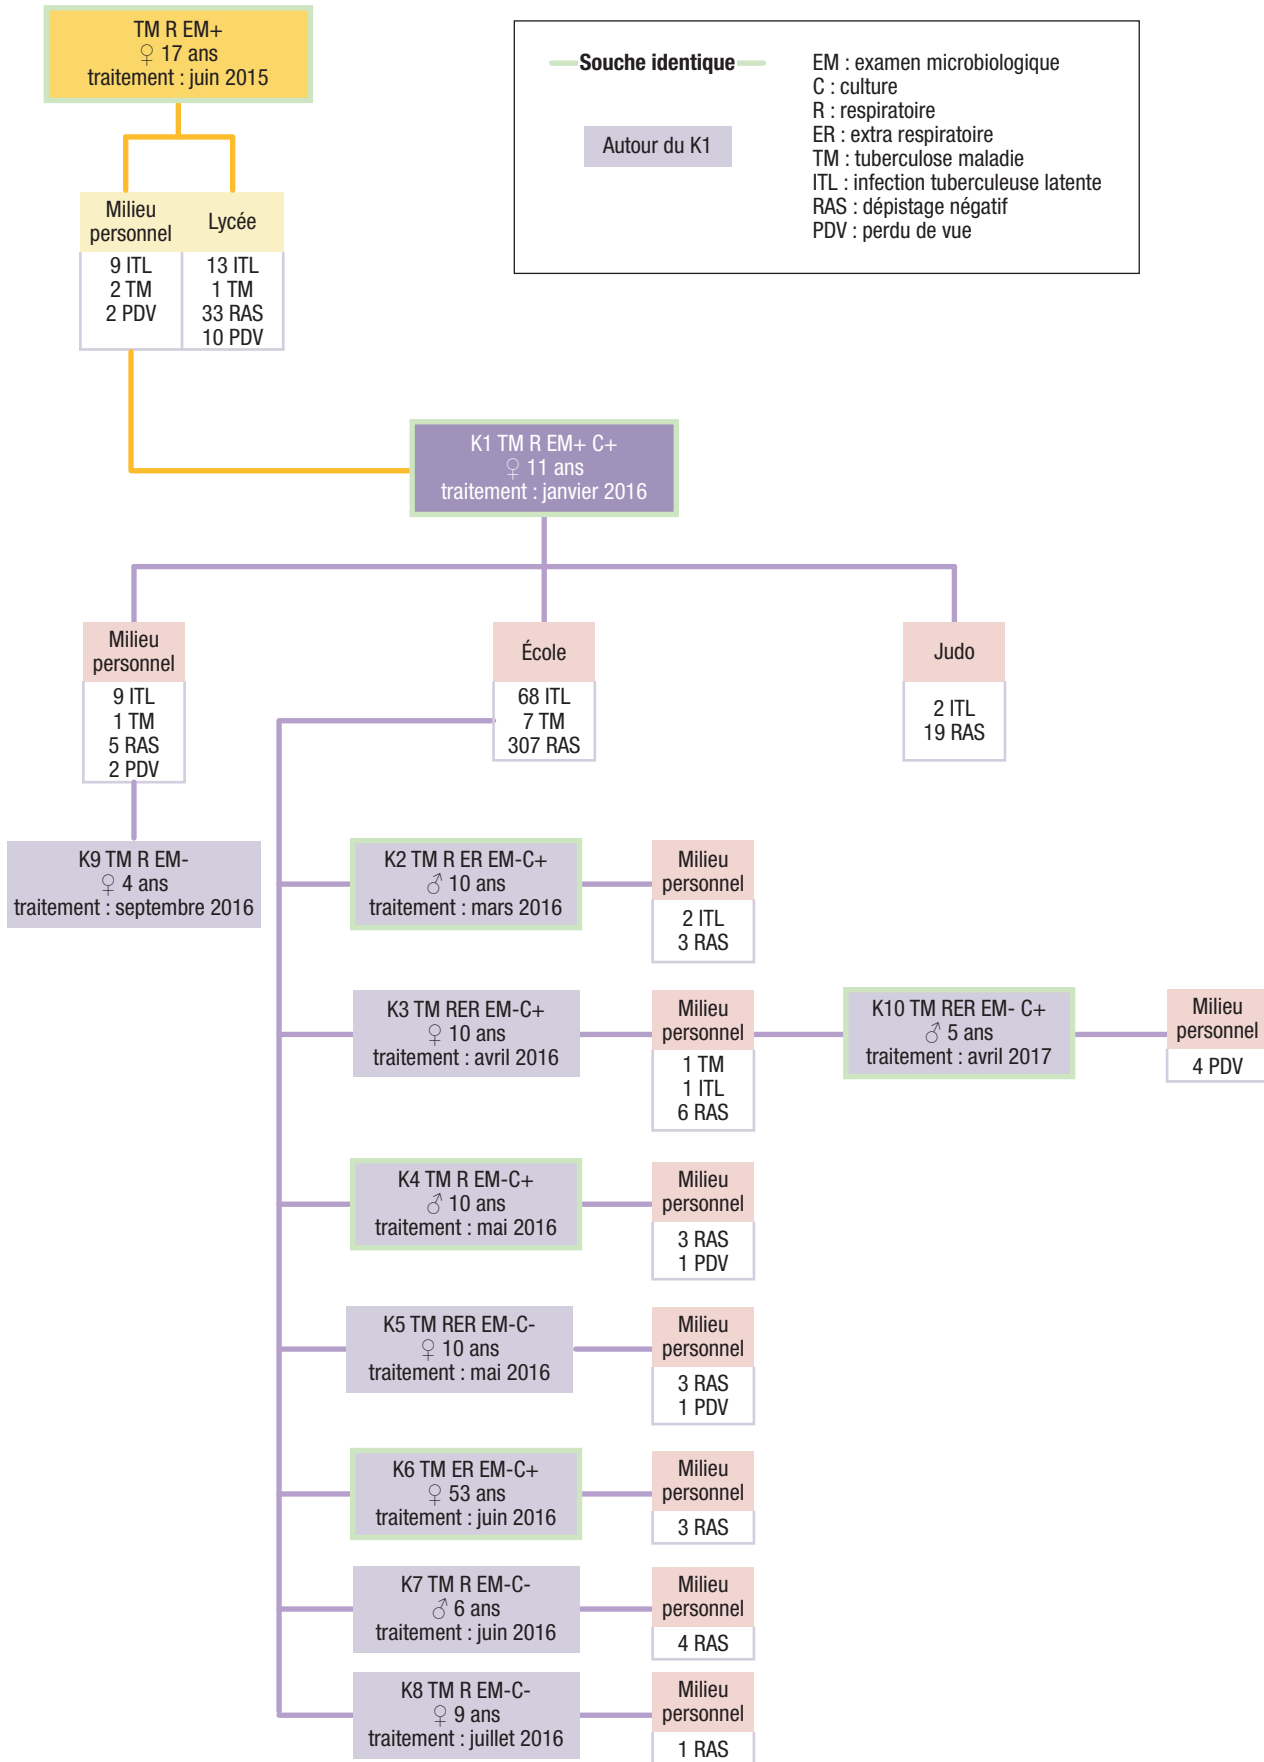 TM R EM+
♀ 17 ans
traitement : juin 2015
Souche identique
Autour du K1
EM : examen microbiologique
C : culture
R : respiratoire
ER : extra respiratoire
TM : tuberculose maladie
ITL : infection tuberculeuse latente
RAS : dépistage négatif
PDV : perdu de vue
Milieu
personnel
9 ITL
2 TM
2 PDV
Lycée
13 ITL
1 TM
33 RAS
10 PDV
K1 TM R EM+ C+
♀ 11 ans
traitement : janvier 2016
Milieu
personnel
9 ITL
1 TM
5 RAS
2 PDV
École
68 ITL
7 TM
307 RAS
Judo
2 ITL
19 RAS
K9 TM R EM-
♀ 4 ans
traitement : septembre 2016
K2 TM R ER EM-C+
♂ 10 ans
traitement : mars 2016
Milieu
personnel
2 ITL
3 RAS
K3 TM RER EM-C+
♀ 10 ans
traitement : avril 2016
Milieu
personnel
1 TM
1 ITL
6 RAS
K10 TM RER EM- C+
♂ 5 ans
traitement : avril 2017
Milieu
personnel
4 PDV
K4 TM R EM-C+
♂ 10 ans
traitement : mai 2016
Milieu
personnel
3 RAS
1 PDV
K5 TM RER EM-C-
♀ 10 ans
traitement : mai 2016
Milieu
personnel
3 RAS
1 PDV
K6 TM ER EM-C+
♀ 53 ans
traitement : juin 2016
Milieu
personnel
3 RAS
K7 TM R EM-C-
♂ 6 ans
traitement : juin 2016
Milieu
personnel
4 RAS
K8 TM R EM-C-
♀ 9 ans
traitement : juillet 2016
Milieu
personnel
1 RAS